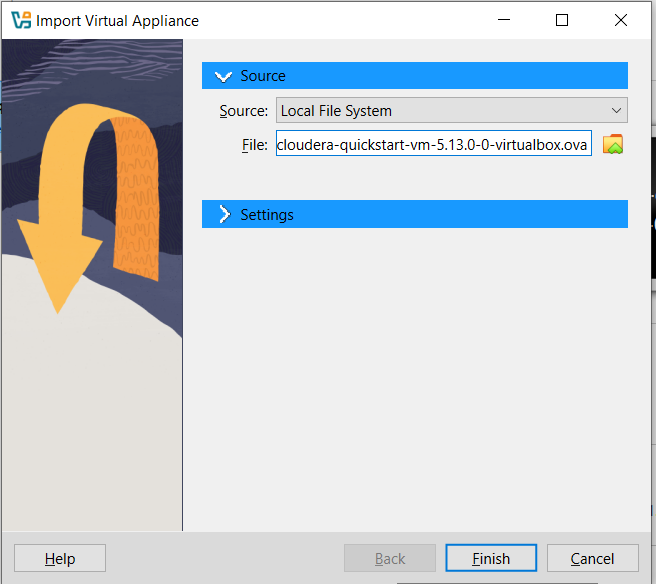 Import Virtual Appliance
Source
Source: Local File System
File: cloudera-quickstart-vm-5.13.0-0-virtualbox.ova
Settings
Help Back Finish Cancel